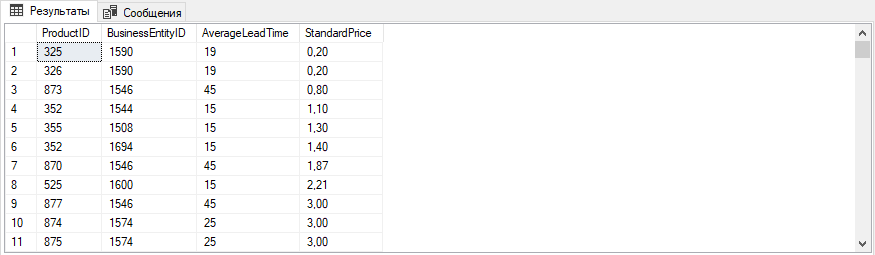 Результаты Сообщения
ProductID BusinessEntityID AverageLeadTime StandardPrice
1 325 1590 19 0,20
2 326 1590 19 0,20
3 873 1546 45 0,80
4 352 1544 15 1,10
5 355 1508 15 1,30
6 352 1694 15 1,40
7 870 1546 45 1,87
8 525 1600 15 2,21
9 877 1546 45 3,00
10 874 1574 25 3,00
11 875 1574 25 3,00